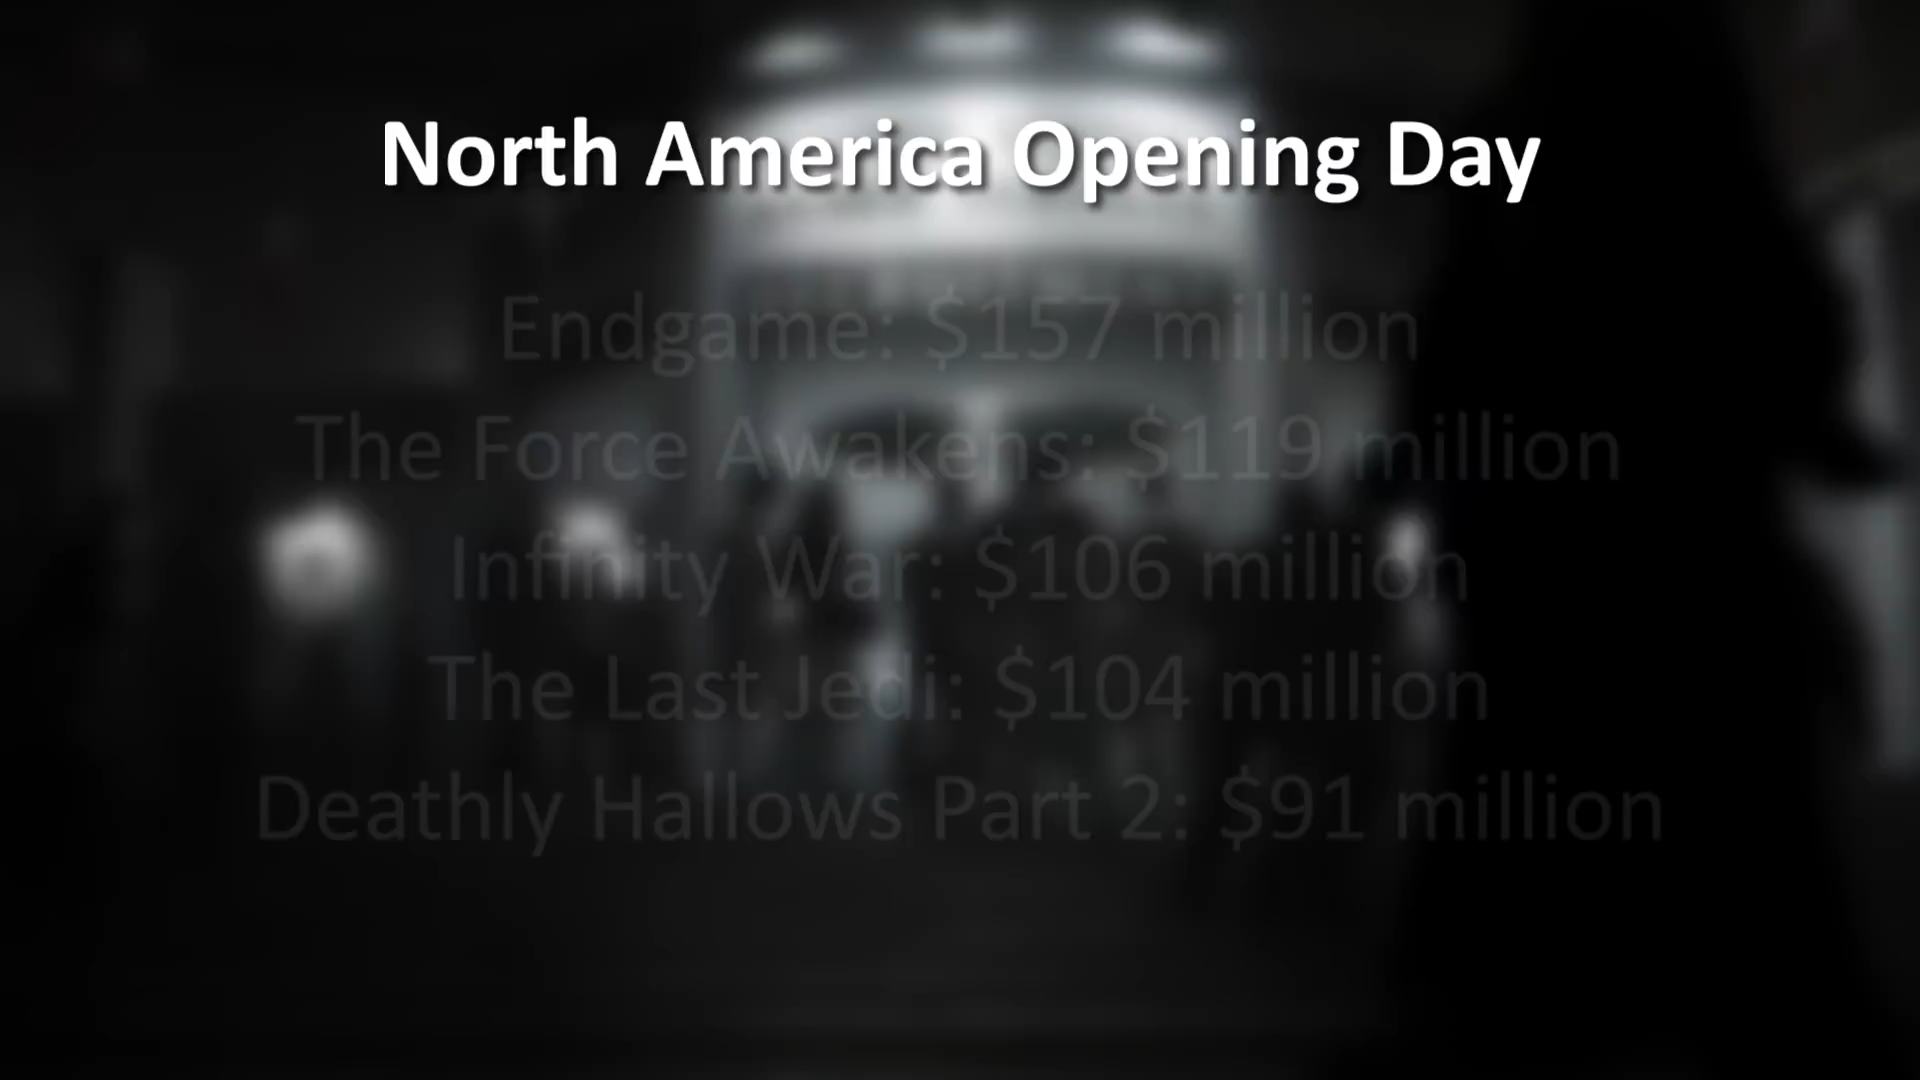 North America Opening Day
Endgame: $157 million
The Force Awakens: $119 million
Infinity War: $106 million
The Last Jedi: $104 million
Deathly Hallows Part 2: $91 million